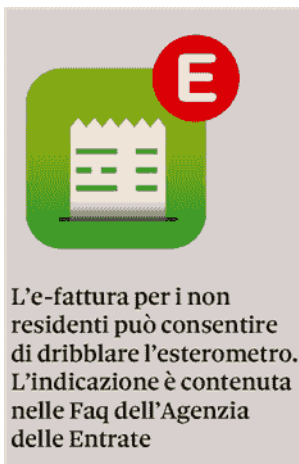 E
L'e-fattura per i non
residenti può consentire
di dribblare l'esterometro.
L'indicazione è contenuta
nelle Faq dell'Agenzia
delle Entrate